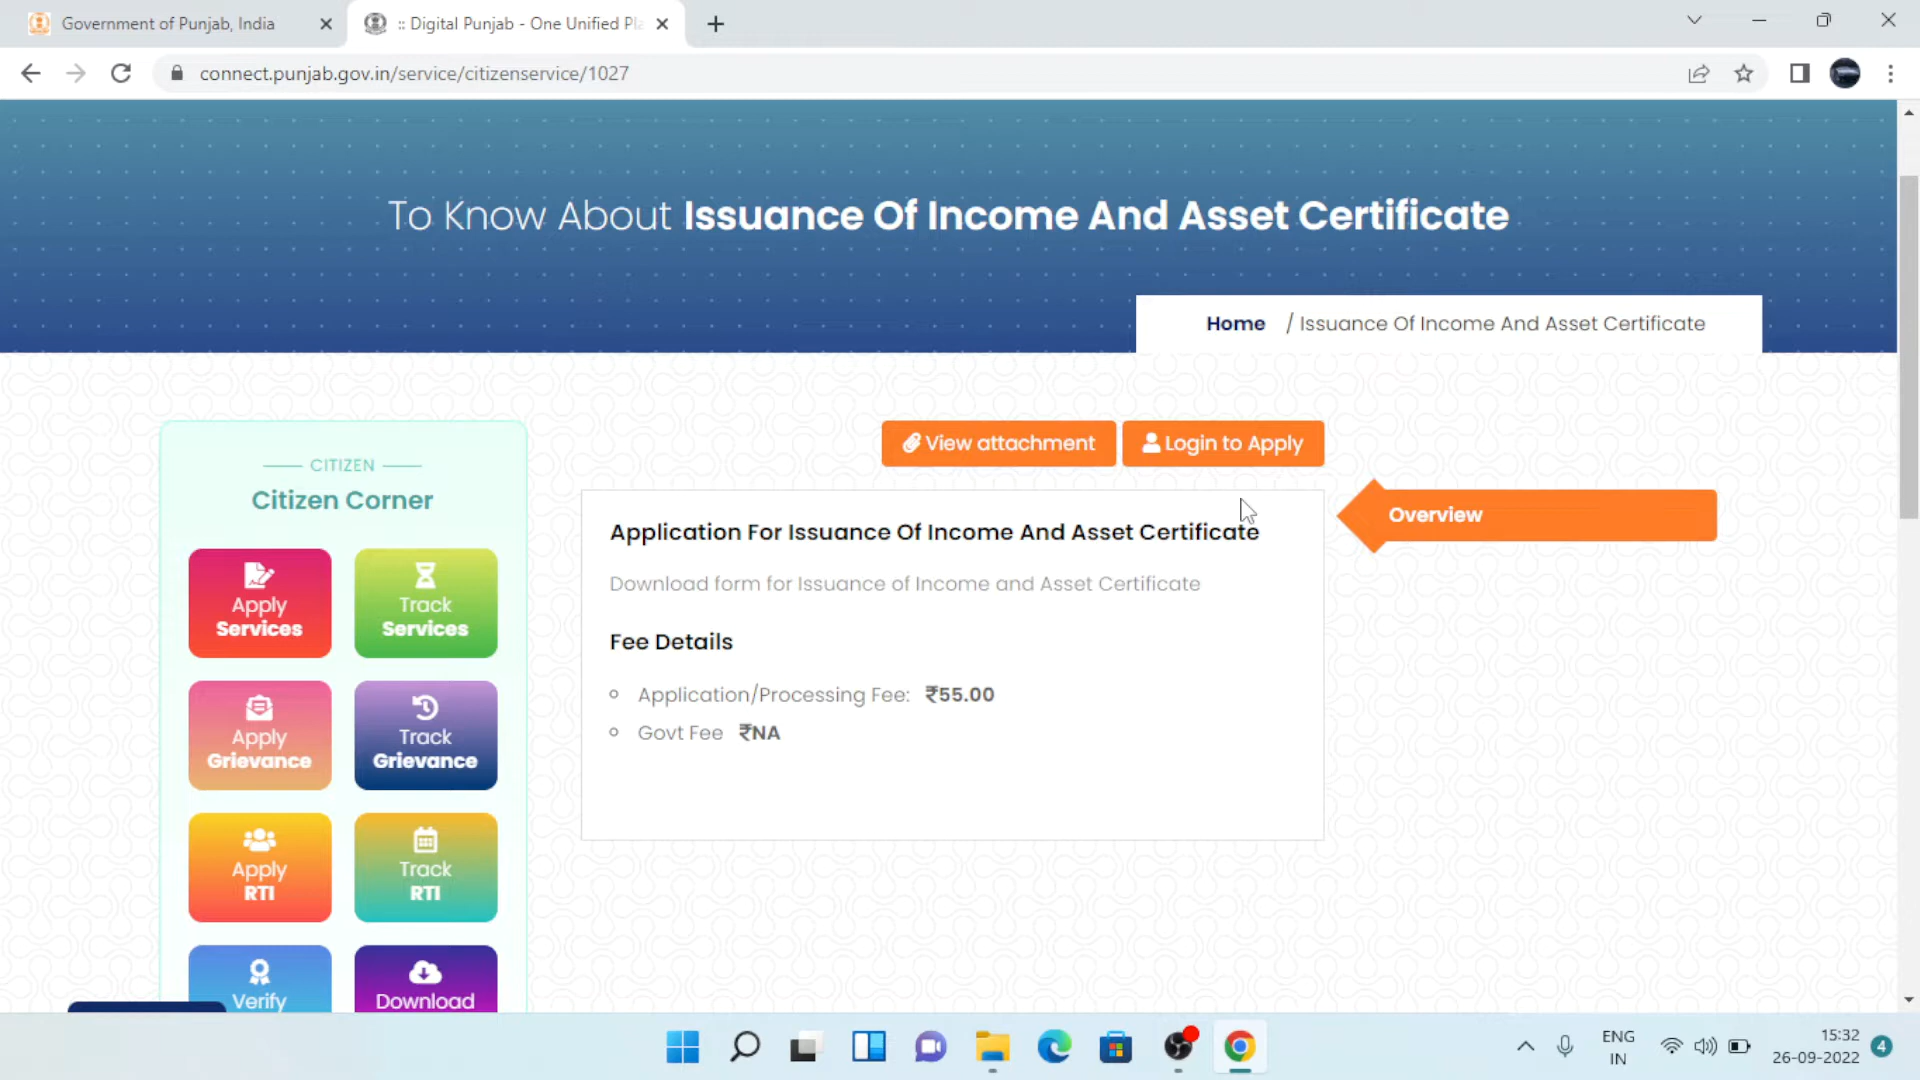 Government of Punjab, India
:: Digital Punjab - One Unified Pla
connect.punjab.gov.in/service/citizenservice/1027
To Know About Issuance Of Income And Asset Certificate
Home / Issuance Of Income And Asset Certificate
View attachment
Login to Apply
CITIZEN
Citizen Corner
Apply
Services
Track
Services
Apply
Grievance
Track
Grievance
Apply
RTI
Track
RTI
Verify
Download
Application For Issuance Of Income And Asset Certificate
Download form for Issuance of Income and Asset Certificate
Fee Details
Application/Processing Fee: ₹55.00
Govt Fee ₹NA
Overview
ENG
IN
15:32
26-09-2022
4